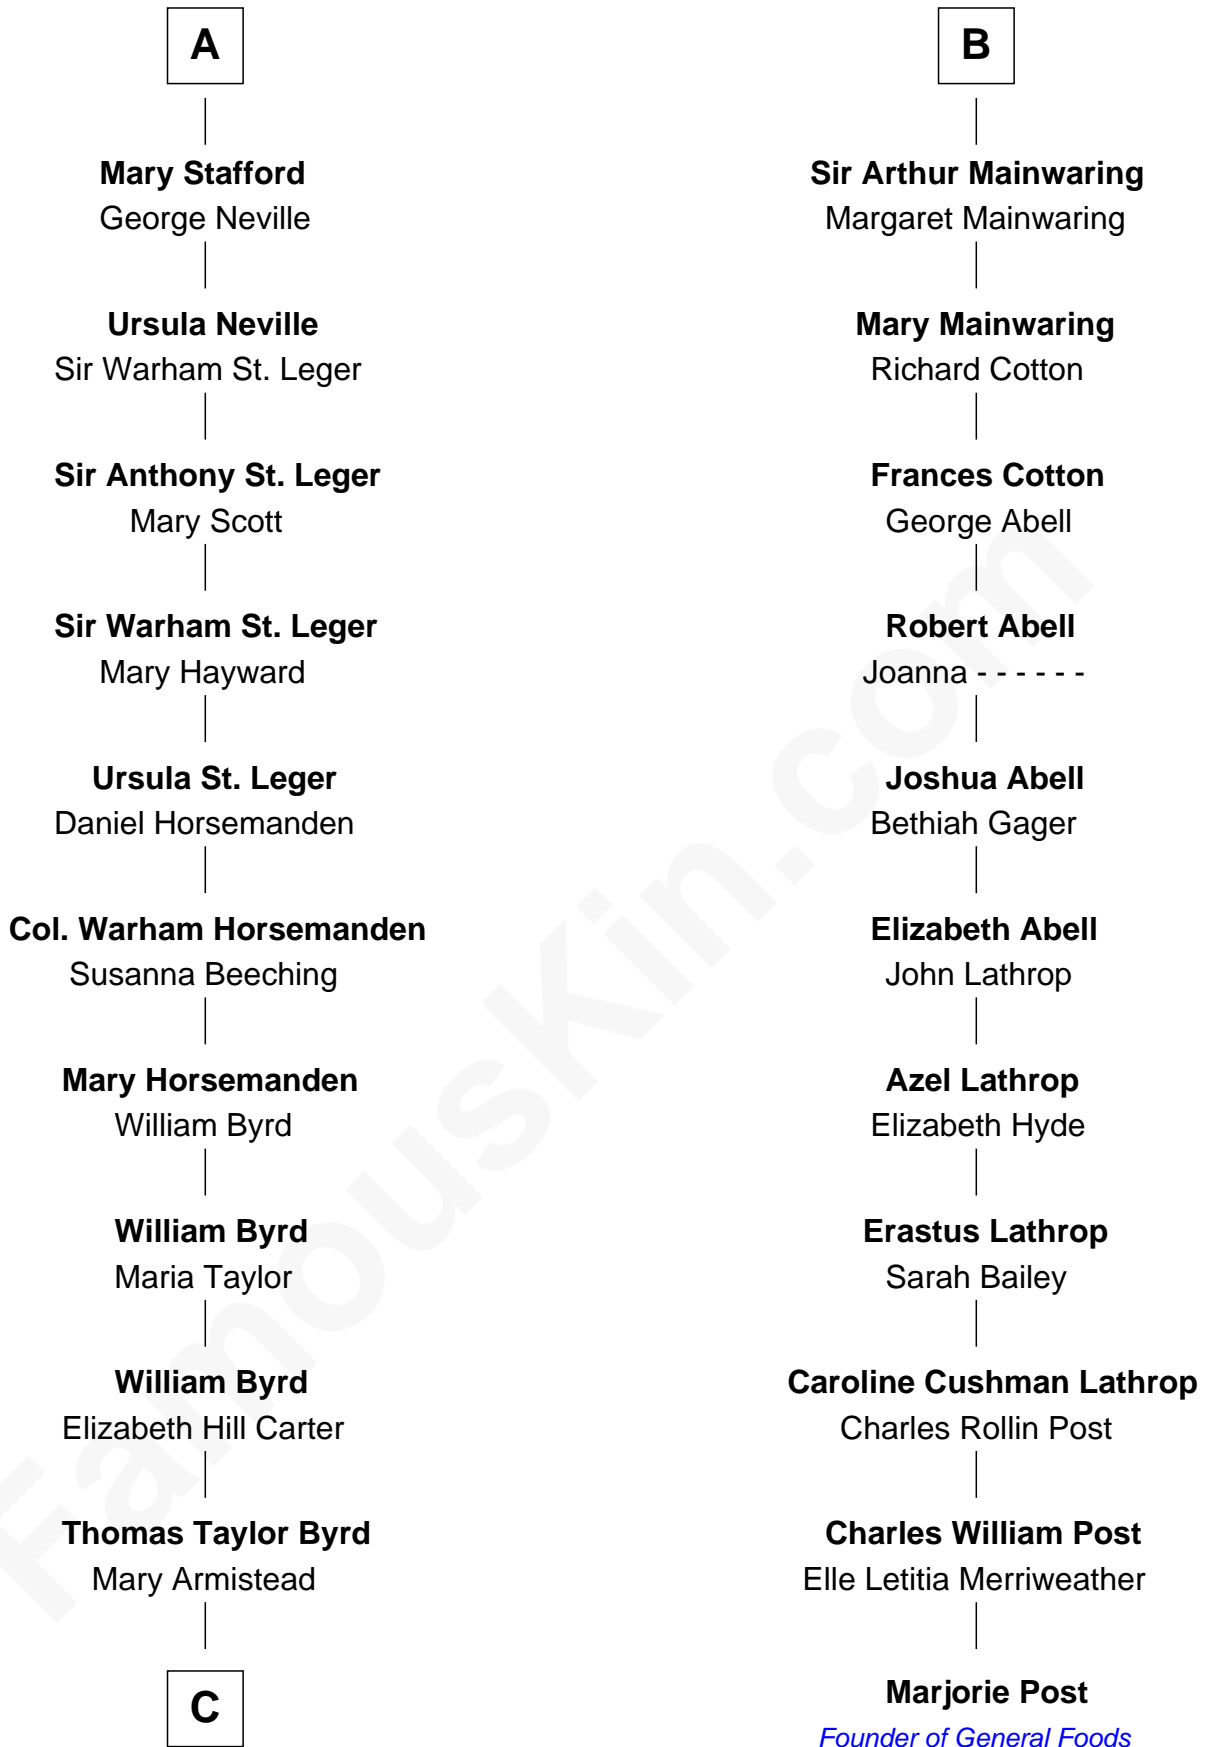 A
Mary Stafford
George Neville
Ursula Neville
Sir Warham St. Leger
Sir Anthony St. Leger
Mary Scott
Sir Warham St. Leger
Mary Hayward
Ursula St. Leger
Daniel Horsemanden
Col. Warham Horsemanden
Susanna Beeching
Mary Horsemanden
William Byrd
William Byrd
Maria Taylor
William Byrd
Elizabeth Hill Carter
Thomas Taylor Byrd
Mary Armistead
C
B
Sir Arthur Mainwaring
Margaret Mainwaring
Mary Mainwaring
Richard Cotton
Frances Cotton
George Abell
Robert Abell
Joanna - - - - - -
Joshua Abell
Bethiah Gager
Elizabeth Abell
John Lathrop
Azel Lathrop
Elizabeth Hyde
Erastus Lathrop
Sarah Bailey
Caroline Cushman Lathrop
Charles Rollin Post
Charles William Post
Elle Letitia Merriweather
Marjorie Post
Founder of General Foods
FamousKin.com